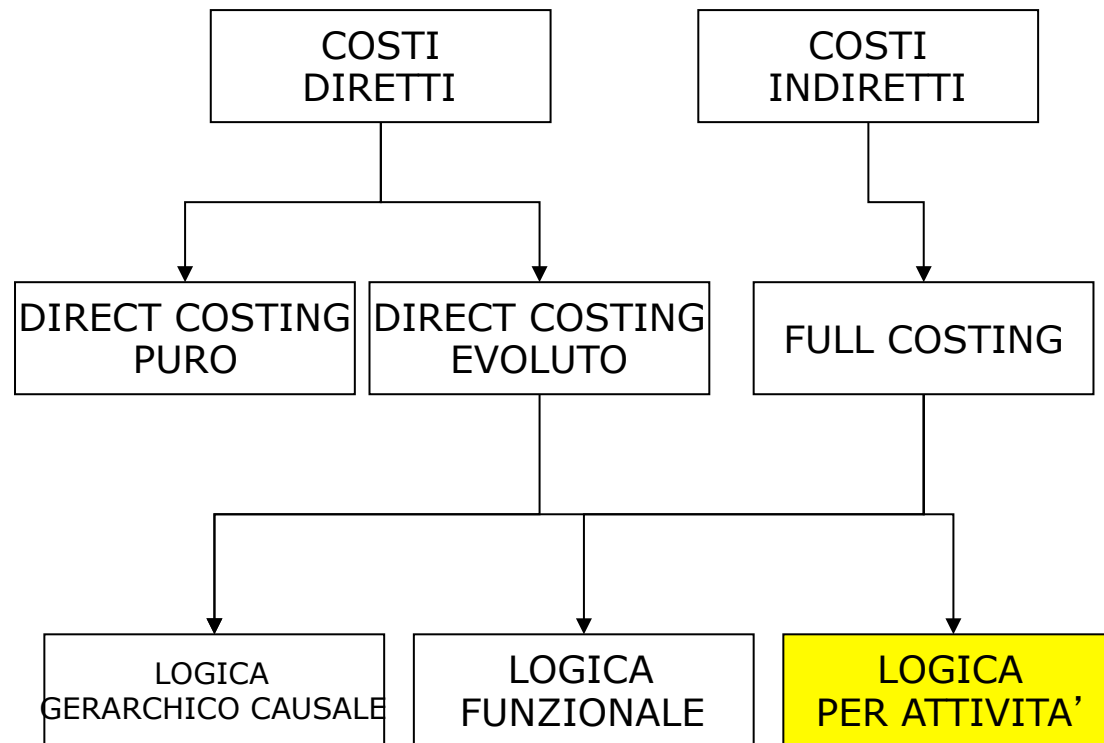 COSTI
DIRETTI
COSTI
INDIRETTI
DIRECT COSTING
PURO
DIRECT COSTING
EVOLUTO
FULL COSTING
LOGICA
GERARCHICO CAUSALE
LOGICA
FUNZIONALE
LOGICA
PER ATTIVITA’